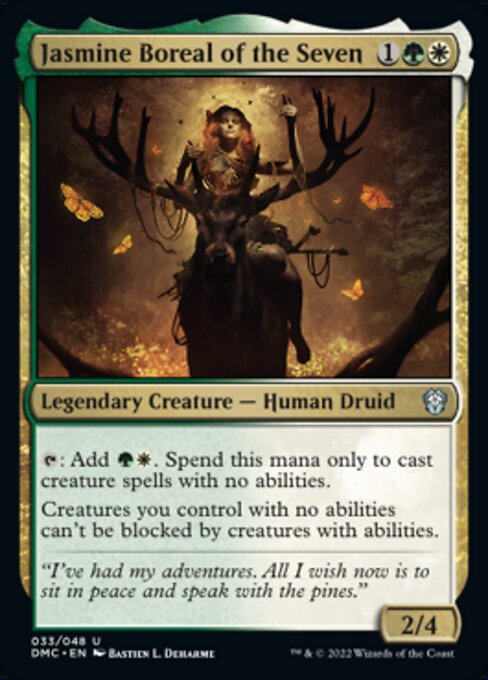 Jasmine Boreal of the Seven 1
Legendary Creature — Human Druid
: Add . Spend this mana only to cast
creature spells with no abilities.
Creatures you control with no abilities
can't be blocked by creatures with abilities.
"I've had my adventures. All I wish now is to
sit in peace and speak with the pines."
2/4
033/048 U
DMC • EN Bastien L. Deharme
™ & © 2022 Wizards of the Coast